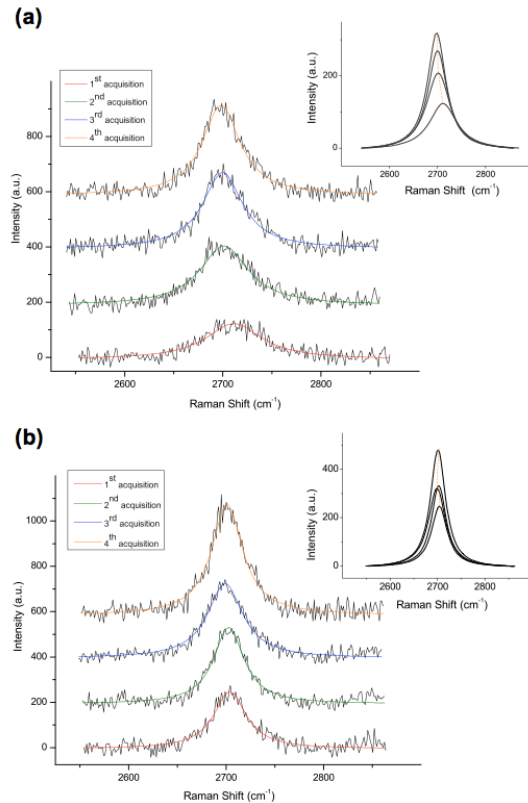 (a)
1st acquisition
2nd acquisition
3rd acquisition
4th acquisition
Intensity (a.u.)
800
600
400
200
0
2600 2700 2800
Raman Shift (cm-1)
Intensity (a.u.)
200
0
2600 2700 2800
Raman Shift (cm-1)
(b)
1st acquisition
2nd acquisition
3rd acquisition
4th acquisition
Intensity (a.u.)
1000
800
600
400
200
0
2600 2700 2800
Raman Shift (cm-1)
Intensity (a.u.)
400
200
0
2600 2700 2800
Raman Shift (cm-1)